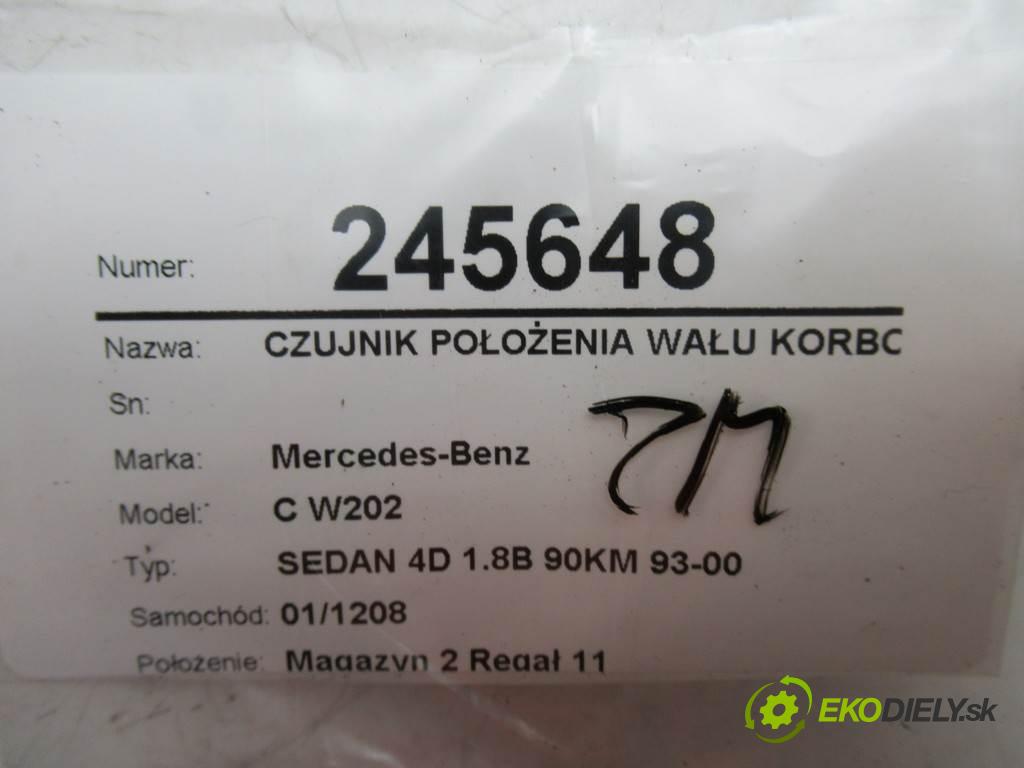 Numer: 245648
Nazwa: CZUJNIK POŁOŻENIA WAŁU KORBO
Sn:
Marka: Mercedes-Benz
Model: C W202
Typ: SEDAN 4D 1.8B 90KM 93-00
Samochód: 01/1208
Położenie: Magazyn 2 Regał 11
EKODIELY.sk